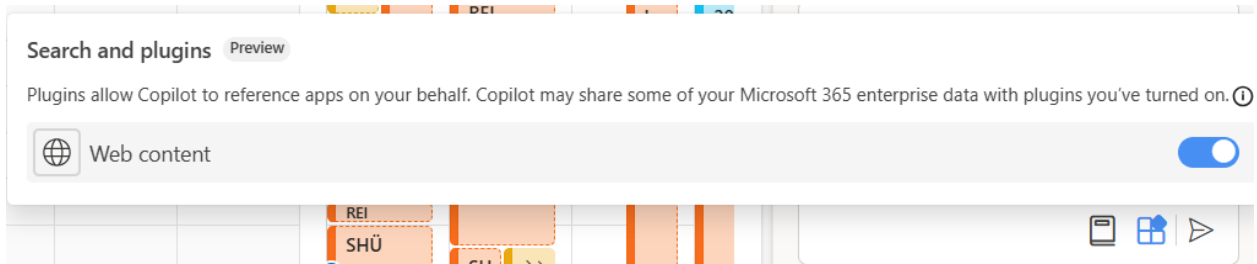 REI
20
Search and plugins Preview
Plugins allow Copilot to reference apps on your behalf. Copilot may share some of your Microsoft 365 enterprise data with plugins you've turned on.
Web content
REI
SHÜ